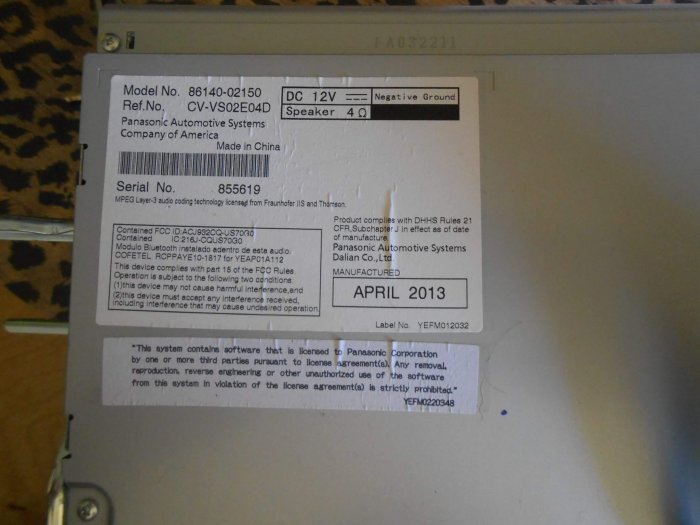 FA032211
Model No. 86140-02150
Ref.No. CV-VS02E04D
DC 12V Negative Ground
Speaker 4Ω
Panasonic Automotive Systems
Company of America
Made in China
Serial No. 855619
MPEG Layer-3 audio coding technology licensed from Fraunhofer IIS and Thomson.
Contained FCC ID:ACJ932CQ-US70G0
Contained IC:216J-CQUS70G0
Modulo Bluetooth instalado adentro de este audio.
COFETEL RCPPAYE10-1817 for YEAP01A112
This device complies with part 15 of the FCC Rules
Operation is subject to the following two conditions:
(1)this device may not cause harmful interference,and
(2)this device must accept any interference received,
including interference that may cause undesired operation.
Product complies with DHHS Rules 21
CFR,Subchapter J in effect as of date
of manufacture.
Panasonic Automotive Systems
Dalian Co.,Ltd.
MANUFACTURED
APRIL 2013
Label No. YEFM012032
"This system contains software that is licensed to Panasonic Corporation
by one or more third parties pursuant to license agreement(s). Any removal,
reproduction, reverse engineering or other unauthorized use of the software
from this system in violation of the license agreement(s) is strictly prohibited."
YEFM0220348